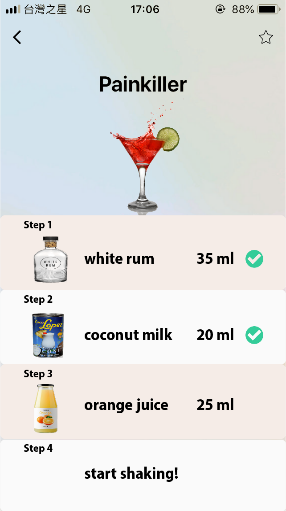 台灣之星 4G 17:06 88%
Painkiller
Step 1
white rum 35 ml
Step 2
Lopez
coconut milk 20 ml
Step 3
orange juice 25 ml
Step 4
start shaking!